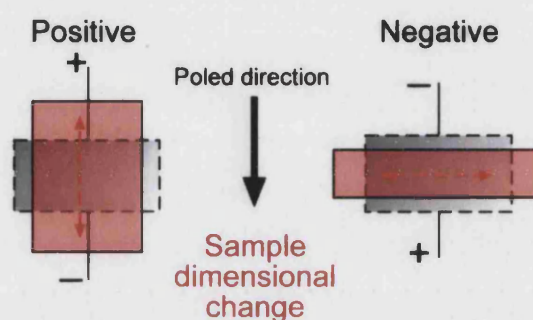 Positive
+
−
Poled direction
Sample
dimensional
change
Negative
−
+